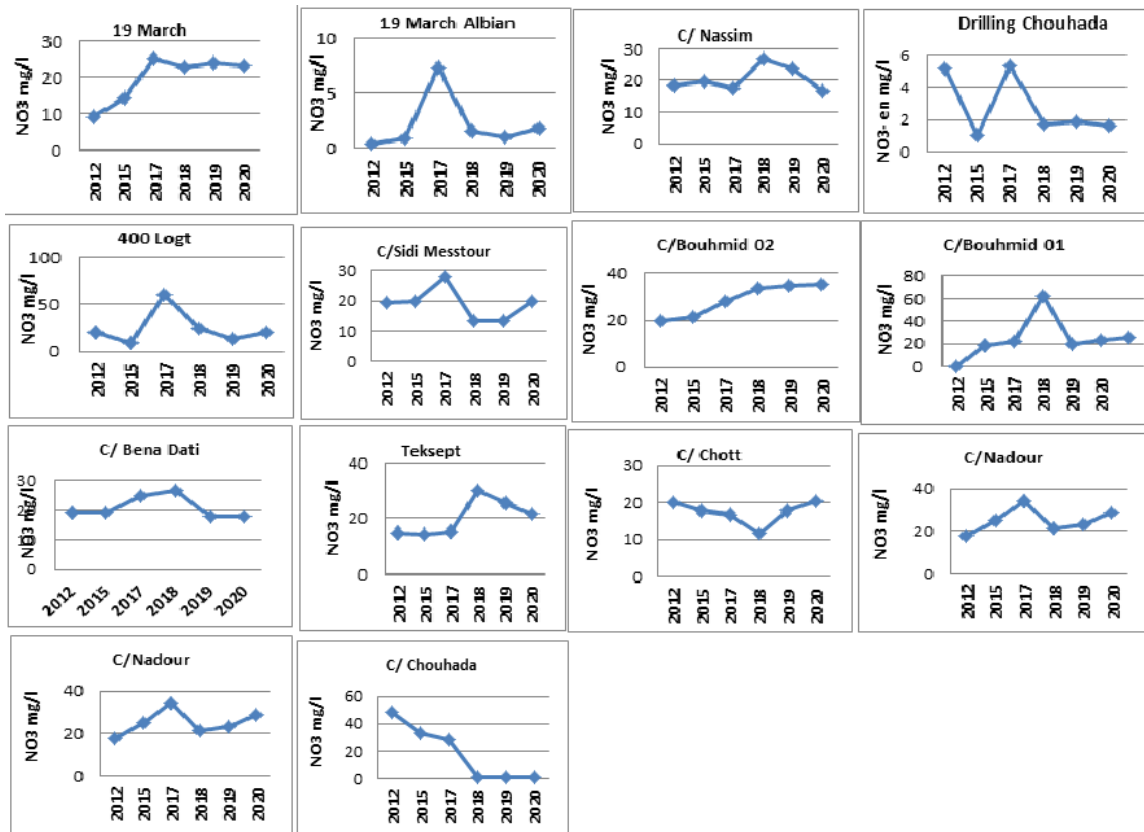 19 March
NO3 mg/l
30
20
10
0
2012 2015 2017 2018 2019 2020
19 March Albian
NO3 mg/l
10
5
0
2012 2015 2017 2018 2019 2020
C/ Nassim
NO3 mg/l
30
20
10
0
2012 2015 2017 2018 2019 2020
Drilling Chouhada
NO3- en mg/l
6
4
2
0
2012 2015 2017 2018 2019 2020
400 Logt
NO3 mg/l
100
50
0
2012 2015 2017 2018 2019 2020
C/Sidi Messtour
NO3 mg/l
30
20
10
0
2012 2015 2017 2018 2019 2020
C/Bouhmid 02
NO3 mg/l
40
20
0
2012 2015 2017 2018 2019 2020
C/Bouhmid 01
NO3 mg/l
80
60
40
20
0
2012 2015 2017 2018 2019 2020
C/ Bena Dati
NO3 mg/l
30
20
10
0
2012 2015 2017 2018 2019 2020
Teksept
NO3 mg/l
40
20
0
2012 2015 2017 2018 2019 2020
C/ Chott
NO3 mg/l
30
20
10
0
2012 2015 2017 2018 2019 2020
C/Nadour
NO3 mg/l
40
20
0
2012 2015 2017 2018 2019 2020
C/Nadour
NO3 mg/l
40
20
0
2012 2015 2017 2018 2019 2020
C/ Chouhada
NO3 mg/l
60
40
20
0
2012 2015 2017 2018 2019 2020